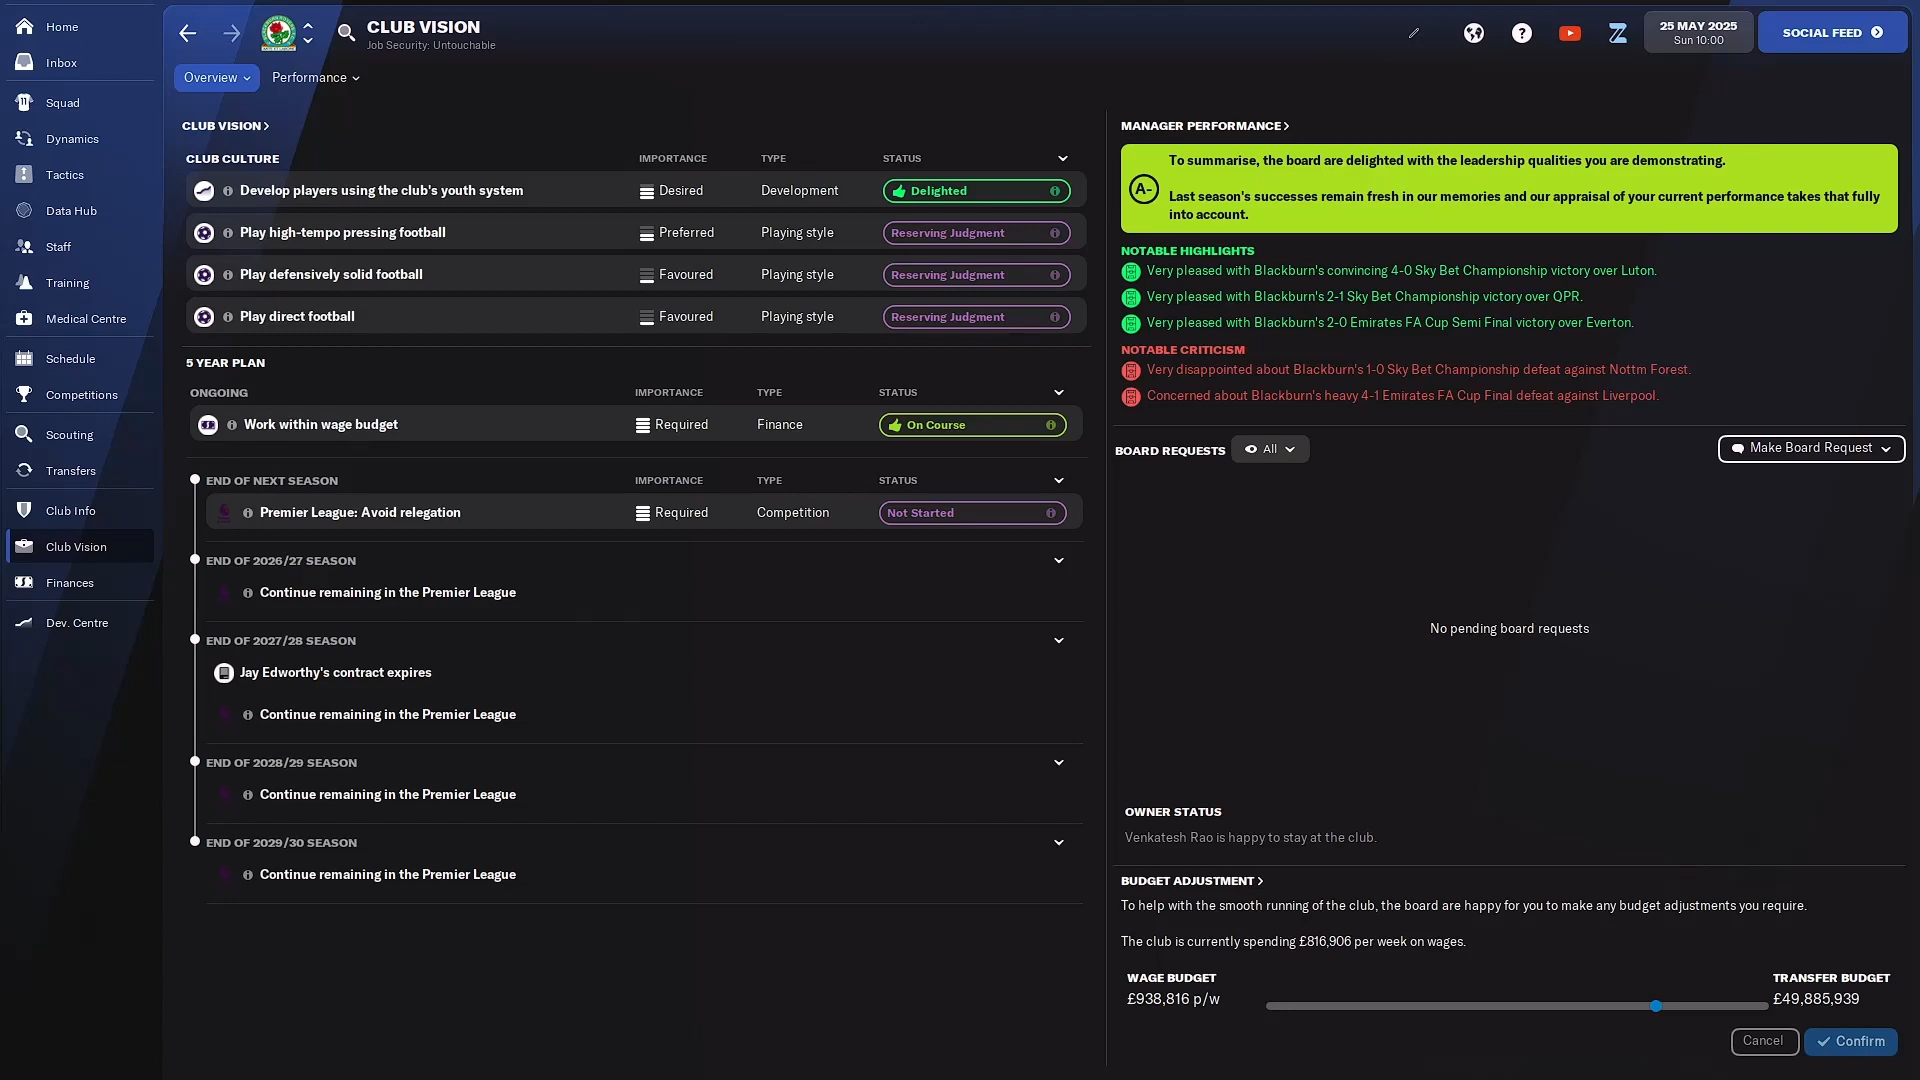 Home
Inbox
Squad
Dynamics
Tactics
Data Hub
Staff
Training
Medical Centre
Schedule
Competitions
Scouting
Transfers
Club Info
Club Vision
Finances
Dev. Centre
CLUB VISION
Job Security: Untouchable
25 MAY 2025
Sun 10:00
SOCIAL FEED
Overview
Performance
CLUB VISION
CLUB CULTURE IMPORTANCE TYPE STATUS
Develop players using the club's youth system Desired Development Delighted
Play high-tempo pressing football Preferred Playing style Reserving Judgment
Play defensively solid football Favoured Playing style Reserving Judgment
Play direct football Favoured Playing style Reserving Judgment
5 YEAR PLAN
ONGOING IMPORTANCE TYPE STATUS
Work within wage budget Required Finance On Course
END OF NEXT SEASON IMPORTANCE TYPE STATUS
Premier League: Avoid relegation Required Competition Not Started
END OF 2026/27 SEASON
Continue remaining in the Premier League
END OF 2027/28 SEASON
Jay Edworthy's contract expires
Continue remaining in the Premier League
END OF 2028/29 SEASON
Continue remaining in the Premier League
END OF 2029/30 SEASON
Continue remaining in the Premier League
MANAGER PERFORMANCE
A-
To summarise, the board are delighted with the leadership qualities you are demonstrating.
Last season's successes remain fresh in our memories and our appraisal of your current performance takes that fully
into account.
NOTABLE HIGHLIGHTS
Very pleased with Blackburn's convincing 4-0 Sky Bet Championship victory over Luton.
Very pleased with Blackburn's 2-1 Sky Bet Championship victory over QPR.
Very pleased with Blackburn's 2-0 Emirates FA Cup Semi Final victory over Everton.
NOTABLE CRITICISM
Very disappointed about Blackburn's 1-0 Sky Bet Championship defeat against Nottm Forest.
Concerned about Blackburn's heavy 4-1 Emirates FA Cup Final defeat against Liverpool.
BOARD REQUESTS All Make Board Request
No pending board requests
OWNER STATUS
Venkatesh Rao is happy to stay at the club.
BUDGET ADJUSTMENT
To help with the smooth running of the club, the board are happy for you to make any budget adjustments you require.
The club is currently spending £816,906 per week on wages.
WAGE BUDGET TRANSFER BUDGET
£938,816 p/w £49,885,939
Cancel Confirm